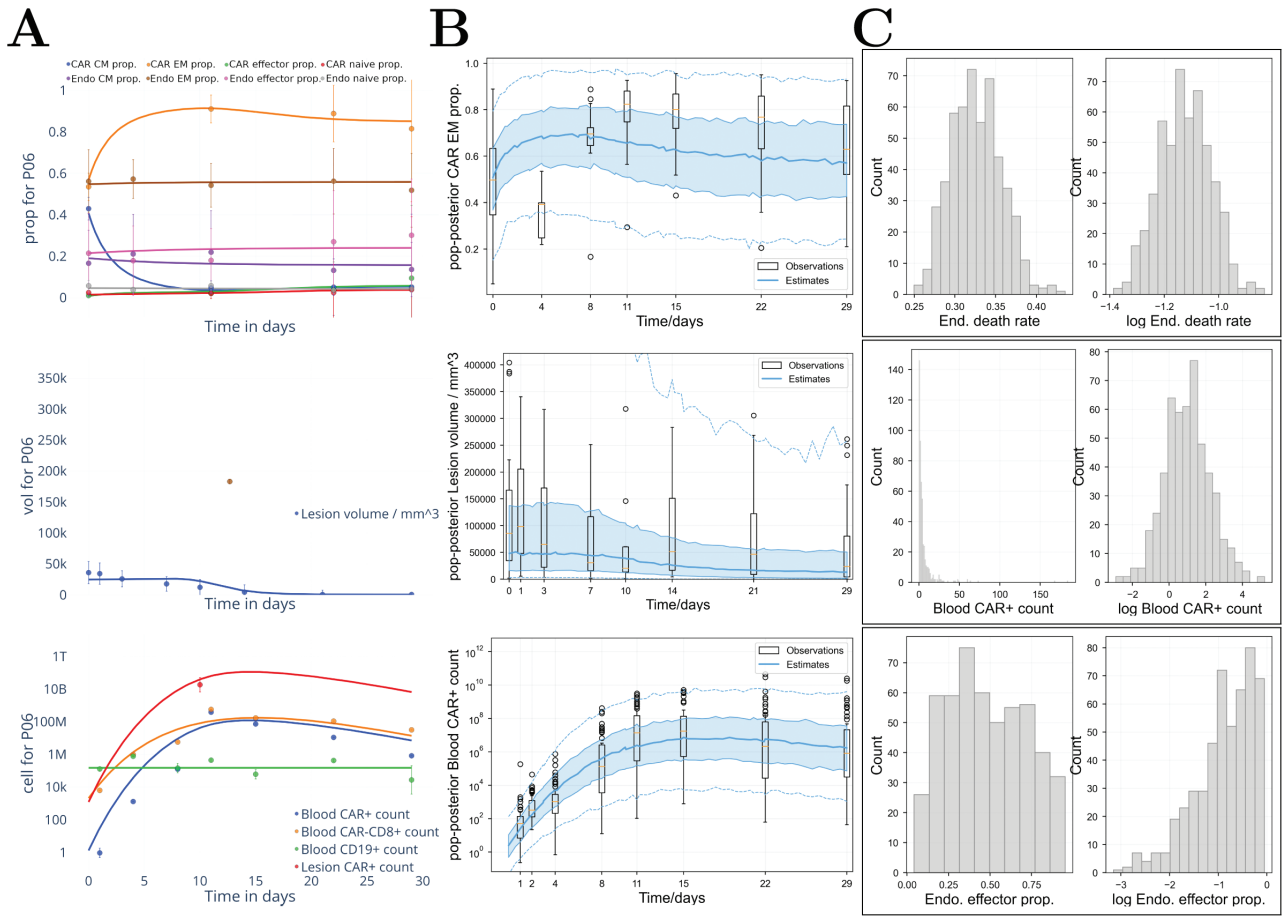 A
CAR CM prop. CAR EM prop. CAR effector prop. CAR naive prop.
Endo CM prop. Endo EM prop. Endo effector prop. Endo naive prop.
prop for P06
1
0.8
0.6
0.4
0.2
0
Time in days
vol for P06
350k
300k
250k
200k
150k
100k
50k
0
Lesion volume / mm^3
Time in days
cell for P06
1T
10B
100M
1M
10k
100
1
Blood CAR+ count
Blood CAR-CD8+ count
Blood CD19+ count
Lesion CAR+ count
0 5 10 15 20 25 30
Time in days
B
pop-posterior CAR EM prop.
1.0
0.8
0.6
0.4
0.2
Observations
Estimates
0 4 8 11 15 22 29
Time/days
pop-posterior Lesion volume / mm^3
400000
350000
300000
250000
200000
150000
100000
50000
0
Observations
Estimates
0 1 3 7 10 14 21 29
Time/days
pop-posterior Blood CAR+ count
10^12
10^10
10^8
10^6
10^4
10^2
10^0
Observations
Estimates
1 2 4 8 11 15 22 29
Time/days
C
Count
70
60
50
40
30
20
10
0
0.25 0.30 0.35 0.40
End. death rate
Count
70
60
50
40
30
20
10
0
−1.4 −1.2 −1.0
log End. death rate
Count
140
120
100
80
60
40
20
0
0 50 100 150
Blood CAR+ count
Count
80
70
60
50
40
30
20
10
0
−2 0 2 4
log Blood CAR+ count
Count
70
60
50
40
30
20
10
0
0.00 0.25 0.50 0.75
Endo. effector prop.
Count
80
70
60
50
40
30
20
10
0
−3 −2 −1 0
log Endo. effector prop.